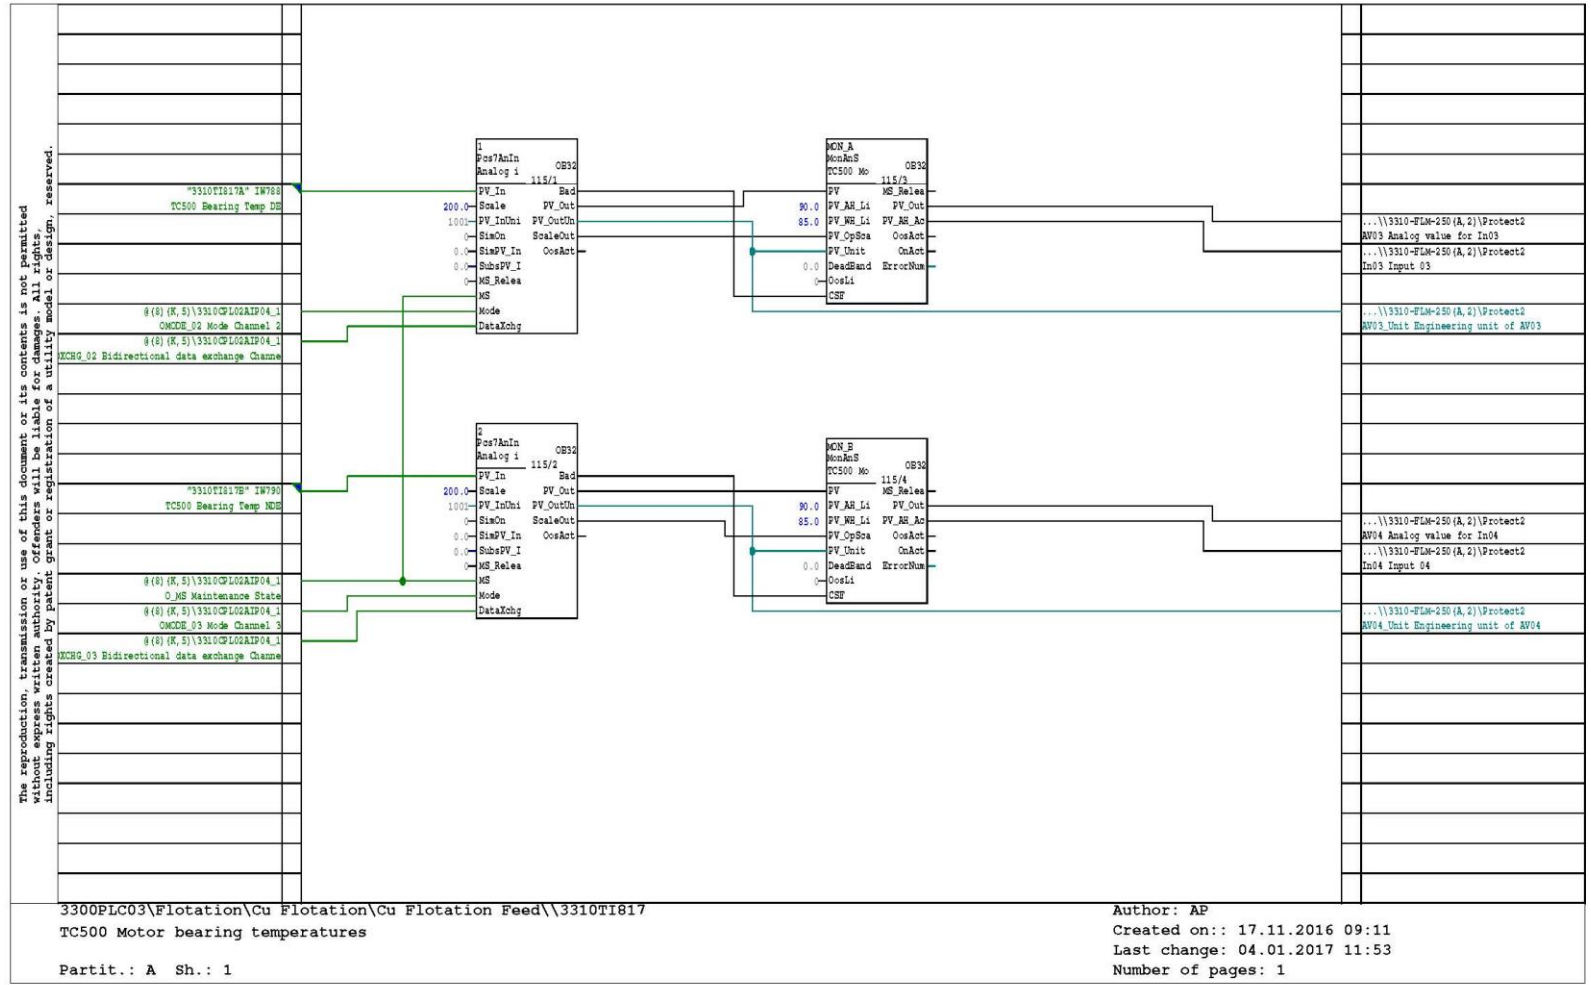 The reproduction, transmission or use of this document or its contents is not permitted
without express written authority. Offenders will be liable for damages. All rights,
including rights created by patent grant or registration of a utility model or design, reserved.
"3310TI817A" IW788
TC500 Bearing Temp DE
@(8)(K,5)\3310CPL02AIP04_1
OMODE_02 Mode Channel 2
@(8)(K,5)\3310CPL02AIP04_1
XCHG_02 Bidirectional data exchange Channe
"3310TI817B" IW790
TC500 Bearing Temp NDE
@(8)(K,5)\3310CPL02AIP04_1
O_MS Maintenance State
@(8)(K,5)\3310CPL02AIP04_1
OMODE_03 Mode Channel 3
@(8)(K,5)\3310CPL02AIP04_1
XCHG_03 Bidirectional data exchange Channe
1
Pcs7AnIn
Analog i OB32
115/1
PV_In Bad
200.0 Scale PV_Out
1001 PV_InUni PV_OutUn
0 SimOn ScaleOut
0.0 SimPV_In OosAct
0.0 SubsPV_I
0 MS_Relea
MS
Mode
DataXchg
MON_A
MonAnS
TC500 Mo OB32
115/3
PV MS_Relea
90.0 PV_AH_Li PV_Out
85.0 PV_WH_Li PV_AH_Ac
PV_OpSca OosAct
PV_Unit OnAct
0.0 DeadBand ErrorNum
0 OosLi
CSF
2
Pcs7AnIn
Analog i OB32
115/2
PV_In Bad
200.0 Scale PV_Out
1001 PV_InUni PV_OutUn
0 SimOn ScaleOut
0.0 SimPV_In OosAct
0.0 SubsPV_I
0 MS_Relea
MS
Mode
DataXchg
MON_B
MonAnS
TC500 Mo OB32
115/4
PV MS_Relea
90.0 PV_AH_Li PV_Out
85.0 PV_WH_Li PV_AH_Ac
PV_OpSca OosAct
PV_Unit OnAct
0.0 DeadBand ErrorNum
0 OosLi
CSF
...\\3310-FLM-250(A,2)\Protect2
AV03 Analog value for In03
...\\3310-FLM-250(A,2)\Protect2
In03 Input 03
...\\3310-FLM-250(A,2)\Protect2
AV03_Unit Engineering unit of AV03
...\\3310-FLM-250(A,2)\Protect2
AV04 Analog value for In04
...\\3310-FLM-250(A,2)\Protect2
In04 Input 04
...\\3310-FLM-250(A,2)\Protect2
AV04_Unit Engineering unit of AV04
3300PLC03\Flotation\Cu Flotation\Cu Flotation Feed\\3310TI817
TC500 Motor bearing temperatures
Partit.: A Sh.: 1
Author: AP
Created on:: 17.11.2016 09:11
Last change: 04.01.2017 11:53
Number of pages: 1